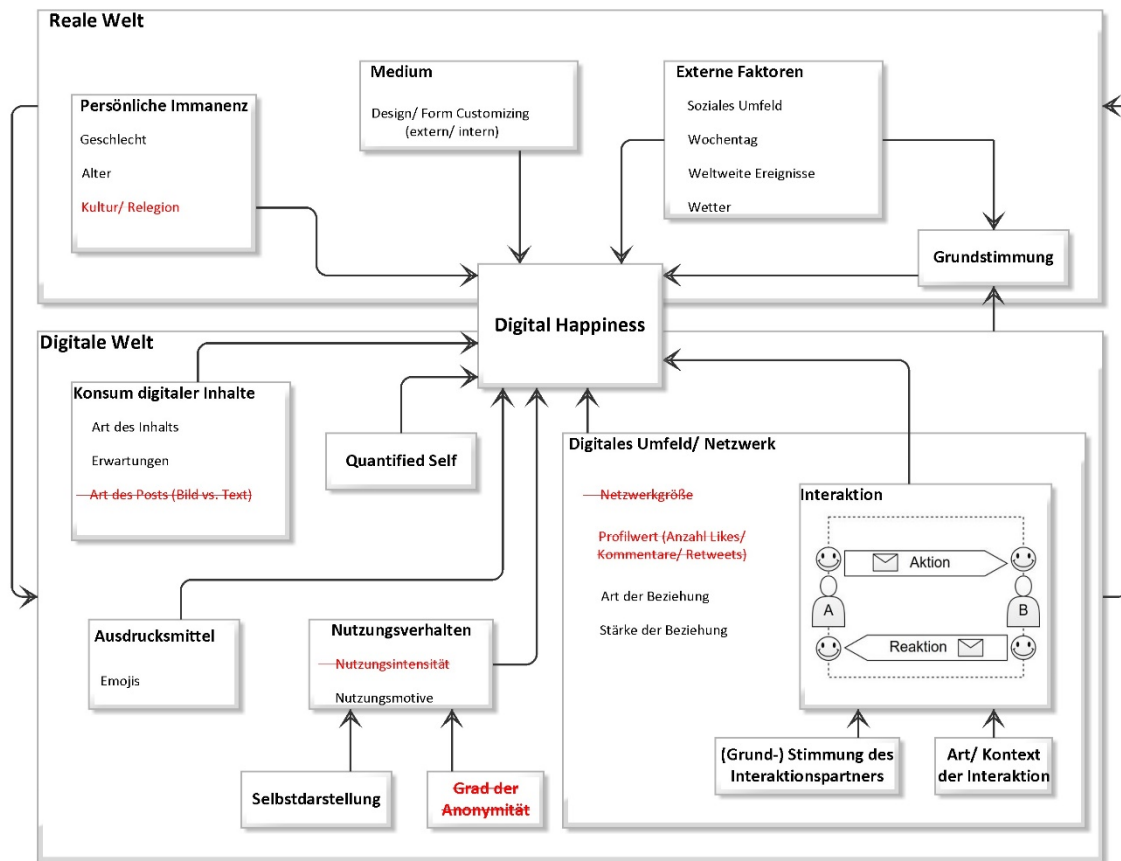 Reale Welt
Persönliche Immanenz
Geschlecht
Alter
Kultur/ Relegion
Medium
Design/ Form Customizing
(extern/ intern)
Externe Faktoren
Soziales Umfeld
Wochentag
Weltweite Ereignisse
Wetter
Grundstimmung
Digital Happiness
Digitale Welt
Konsum digitaler Inhalte
Art des Inhalts
Erwartungen
Art des Posts (Bild vs. Text)
Quantified Self
Ausdrucksmittel
Emojis
Nutzungsverhalten
Nutzungsintensität
Nutzungsmotive
Selbstdarstellung
Grad der
Anonymität
Digitales Umfeld/ Netzwerk
Netzwerkgröße
Profilwert (Anzahl Likes/
Kommentare/ Retweets)
Art der Beziehung
Stärke der Beziehung
Interaktion
Aktion
A
B
Reaktion
(Grund-) Stimmung des
Interaktionspartners
Art/ Kontext
der Interaktion